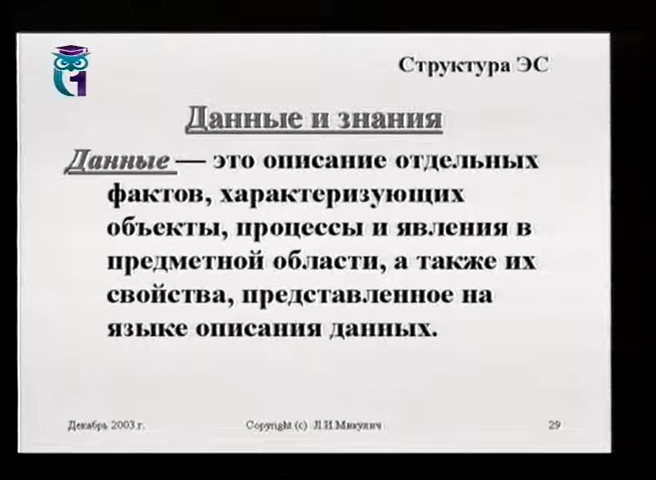 Структура ЭС
1
Данные и знания
Данные — это описание отдельных
фактов, характеризующих
объекты, процессы и явления в
предметной области, а также их
свойства, представленное на
языке описания данных.
Декабрь 2003 г. Copyright (c) Л.И.Микулич 29